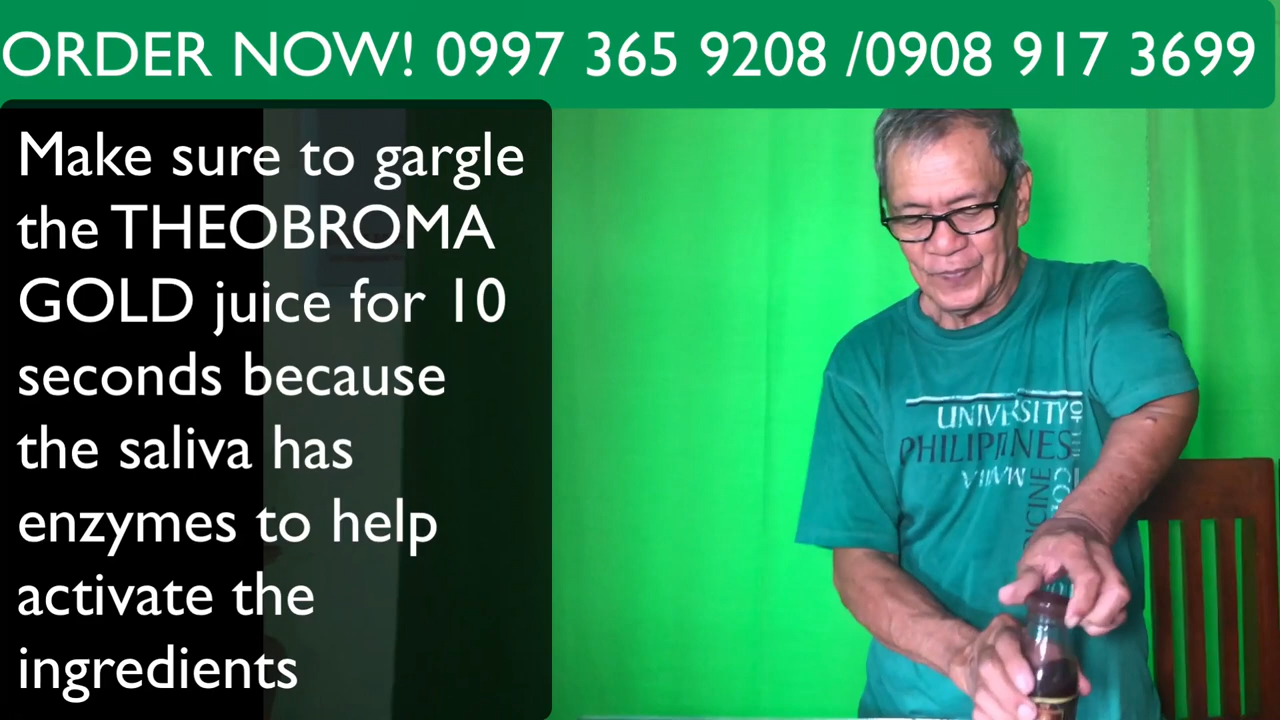 ORDER NOW! 0997 365 9208 /0908 917 3699
Make sure to gargle
the THEOBROMA
GOLD juice for 10
seconds because
the saliva has
enzymes to help
activate the
ingredients
UNIVERSITY
PHILIPPINES
MANILA